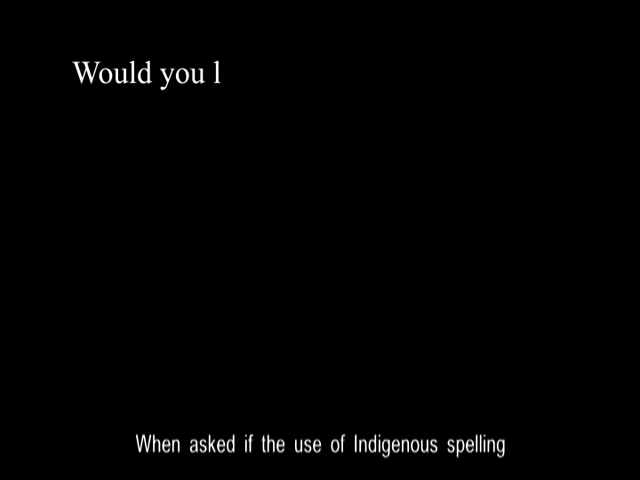 Would you l
When asked if the use of Indigenous spelling